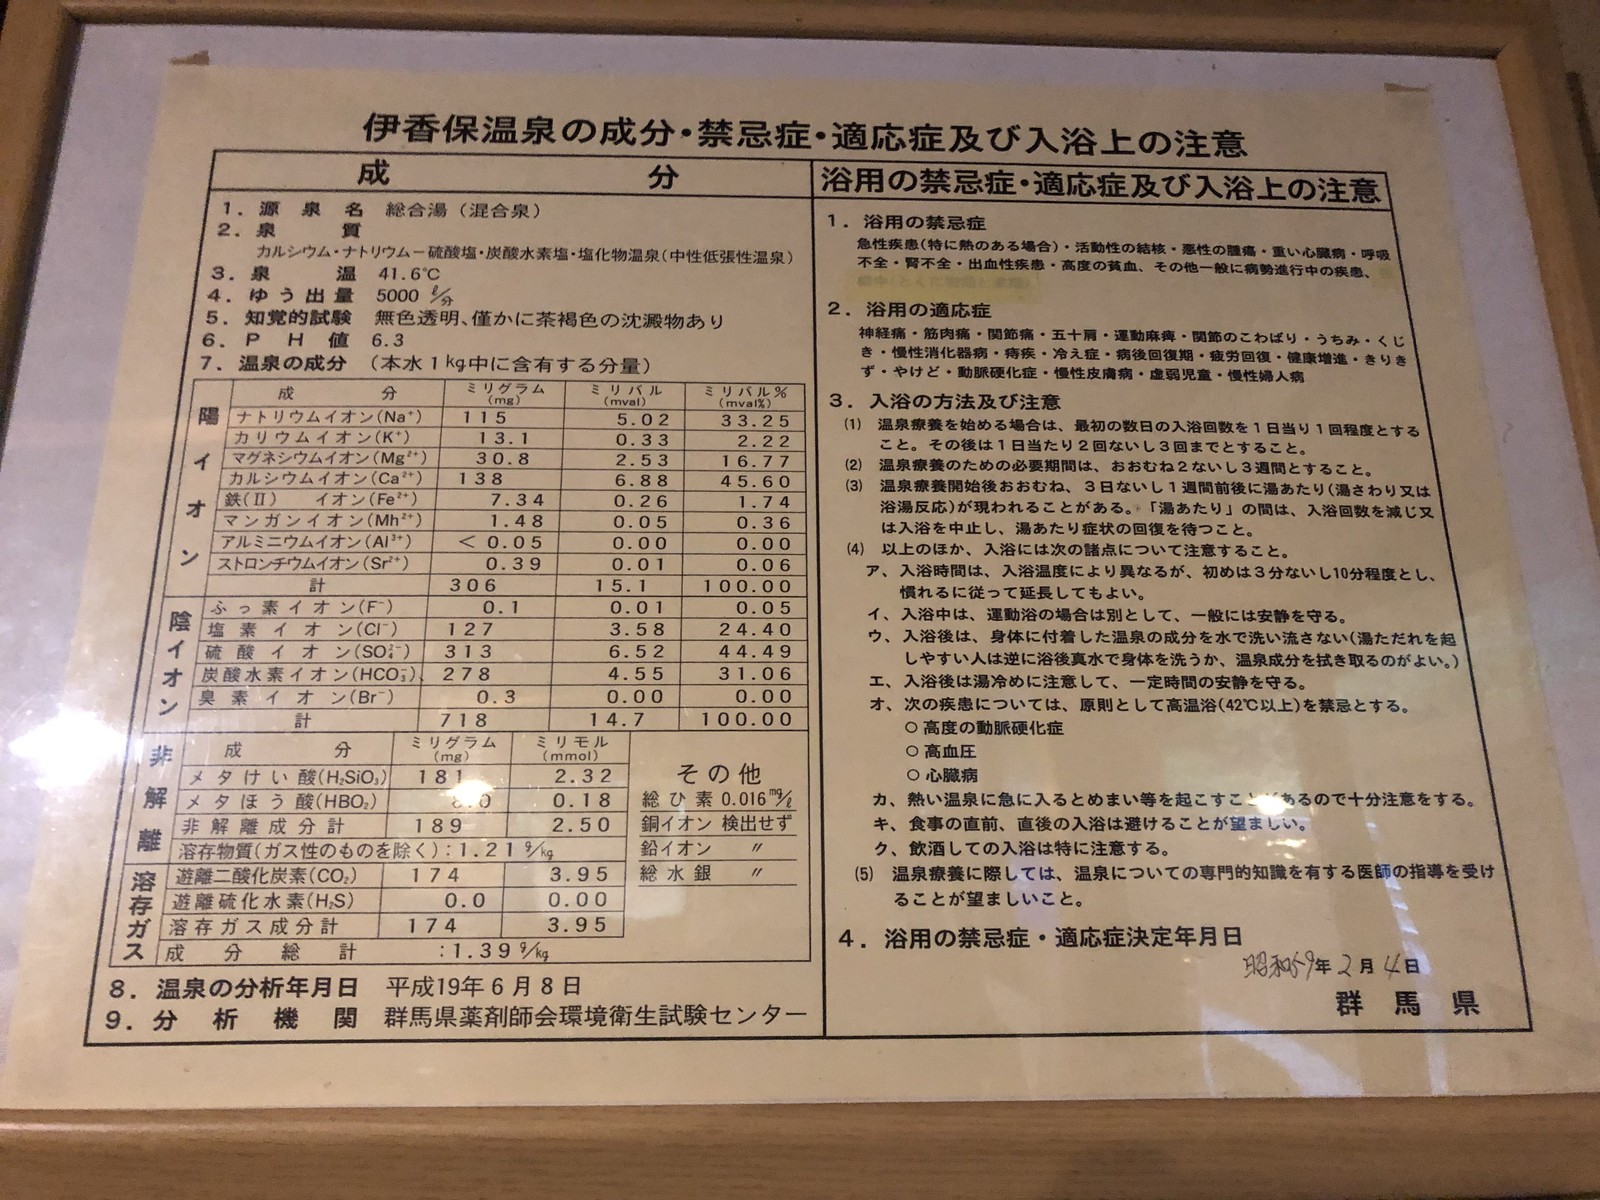 伊香保温泉の成分・禁忌症・適応症及び入浴上の注意
成 分
1. 源泉名 総合湯（混合泉）
2. 泉質
カルシウム・ナトリウム－硫酸塩・炭酸水素塩・塩化物温泉(中性低張性温泉)
3. 泉温 41.6℃
4. ゆう出量 5000 ℓ/分
5. 知覚的試験 無色透明、僅かに茶褐色の沈澱物あり
6. PH値 6.3
7. 温泉の成分 （本水1kg中に含有する分量）
陽イオン
成 分 ミリグラム(mg) ミリバル(mval) ミリバル%(mval%)
ナトリウムイオン(Na⁺) 115 5.02 33.25
カリウムイオン(K⁺) 13.1 0.33 2.22
マグネシウムイオン(Mg²⁺) 30.8 2.53 16.77
カルシウムイオン(Ca²⁺) 138 6.88 45.60
鉄(Ⅱ) イオン(Fe²⁺) 7.34 0.26 1.74
マンガンイオン(Mh²⁺) 1.48 0.05 0.36
アルミニウムイオン(Al³⁺) <0.05 0.00 0.00
ストロンチウムイオン(Sr²⁺) 0.39 0.01 0.06
計 306 15.1 100.00
陰イオン
ふっ素イオン(F⁻) 0.1 0.01 0.05
塩素イオン(Cl⁻) 127 3.58 24.40
硫酸イオン(SO₄²⁻) 313 6.52 44.49
炭酸水素イオン(HCO₃⁻) 278 4.55 31.06
臭素イオン(Br⁻) 0.3 0.00 0.00
計 718 14.7 100.00
非解離
成 分 ミリグラム(mg) ミリモル(mmol)
メタけい酸(H₂SiO₃) 181 2.32
メタほう酸(HBO₂) 0.18
非解離成分計 189 2.50
溶存物質(ガス性のものを除く)：1.21 g/kg
溶存ガス
遊離二酸化炭素(CO₂) 174 3.95
遊離硫化水素(H₂S) 0.0 0.00
溶存ガス成分計 174 3.95
成分総計 ：1.39 g/kg
その他
総ひ素 0.016 mg/ℓ
銅イオン 検出せず
鉛イオン 〃
総水銀 〃
8. 温泉の分析年月日 平成19年6月8日
9. 分析機関 群馬県薬剤師会環境衛生試験センター
浴用の禁忌症・適応症及び入浴上の注意
1. 浴用の禁忌症
急性疾患(特に熱のある場合)・活動性の結核・悪性の腫瘍・重い心臓病・呼吸
不全・腎不全・出血性疾患・高度の貧血、その他一般に病勢進行中の疾患、
2. 浴用の適応症
神経痛・筋肉痛・関節痛・五十肩・運動麻痺・関節のこわばり・うちみ・くじ
き・慢性消化器病・痔疾・冷え症・病後回復期・疲労回復・健康増進・きりき
ず・やけど・動脈硬化症・慢性皮膚病・虚弱児童・慢性婦人病
3. 入浴の方法及び注意
(1) 温泉療養を始める場合は、最初の数日の入浴回数を1日当り1回程度とする
こと。その後は1日当たり2回ないし3回までとすること。
(2) 温泉療養のための必要期間は、おおむね2ないし3週間とすること。
(3) 温泉療養開始後おおむね、3日ないし1週間前後に湯あたり(湯さわり又は
浴湯反応)が現われることがある。「湯あたり」の間は、入浴回数を減じ又
は入浴を中止し、湯あたり症状の回復を待つこと。
(4) 以上のほか、入浴には次の諸点について注意すること。
ア、入浴時間は、入浴温度により異なるが、初めは3分ないし10分程度とし、
慣れるに従って延長してもよい。
イ、入浴中は、運動浴の場合は別として、一般には安静を守る。
ウ、入浴後は、身体に付着した温泉の成分を水で洗い流さない(湯ただれを起
しやすい人は逆に浴後真水で身体を洗うか、温泉成分を拭き取るのがよい。)
エ、入浴後は湯冷めに注意して、一定時間の安静を守る。
オ、次の疾患については、原則として高温浴(42℃以上)を禁忌とする。
○ 高度の動脈硬化症
○ 高血圧
○ 心臓病
カ、熱い温泉に急に入るとめまい等を起こすことがあるので十分注意をする。
キ、食事の直前、直後の入浴は避けることが望ましい。
ク、飲酒しての入浴は特に注意する。
(5) 温泉療養に際しては、温泉についての専門的知識を有する医師の指導を受け
ることが望ましいこと。
4. 浴用の禁忌症・適応症決定年月日
昭和59年2月4日
群馬県